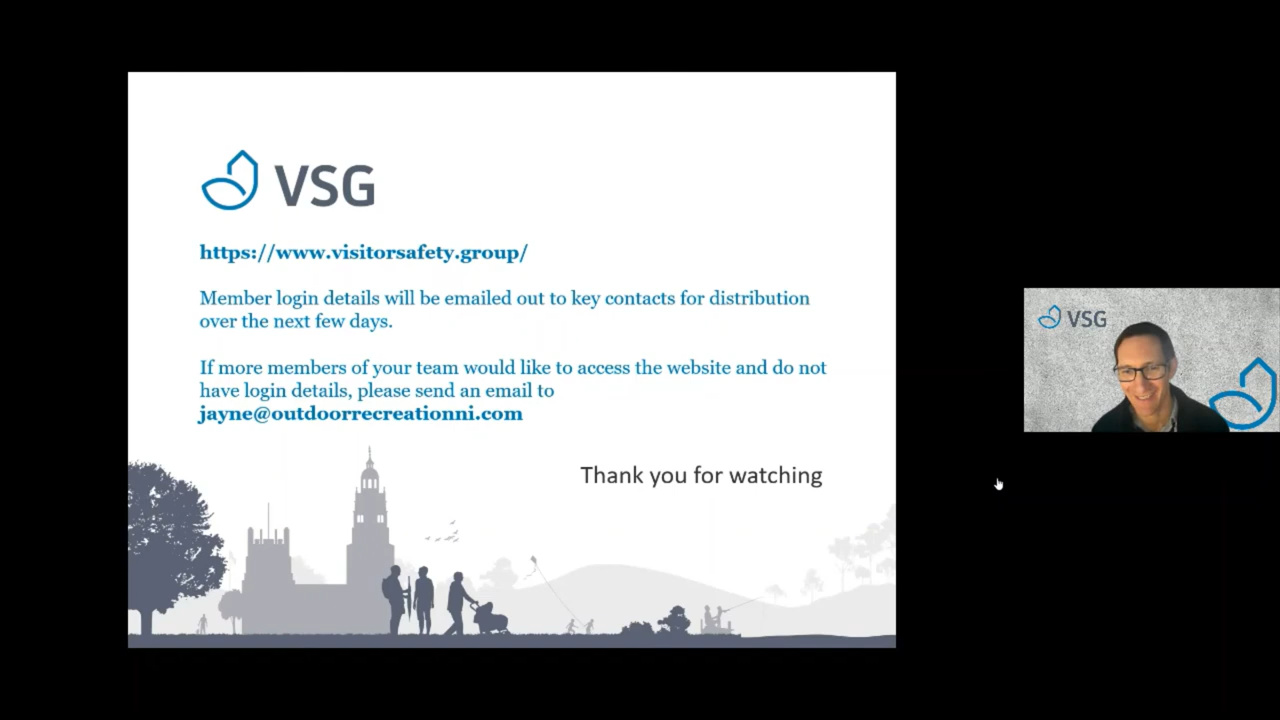 VSG
https://www.visitorsafety.group/
Member login details will be emailed out to key contacts for distribution
over the next few days.
If more members of your team would like to access the website and do not
have login details, please send an email to
jayne@outdoorrecreationni.com
Thank you for watching
VSG